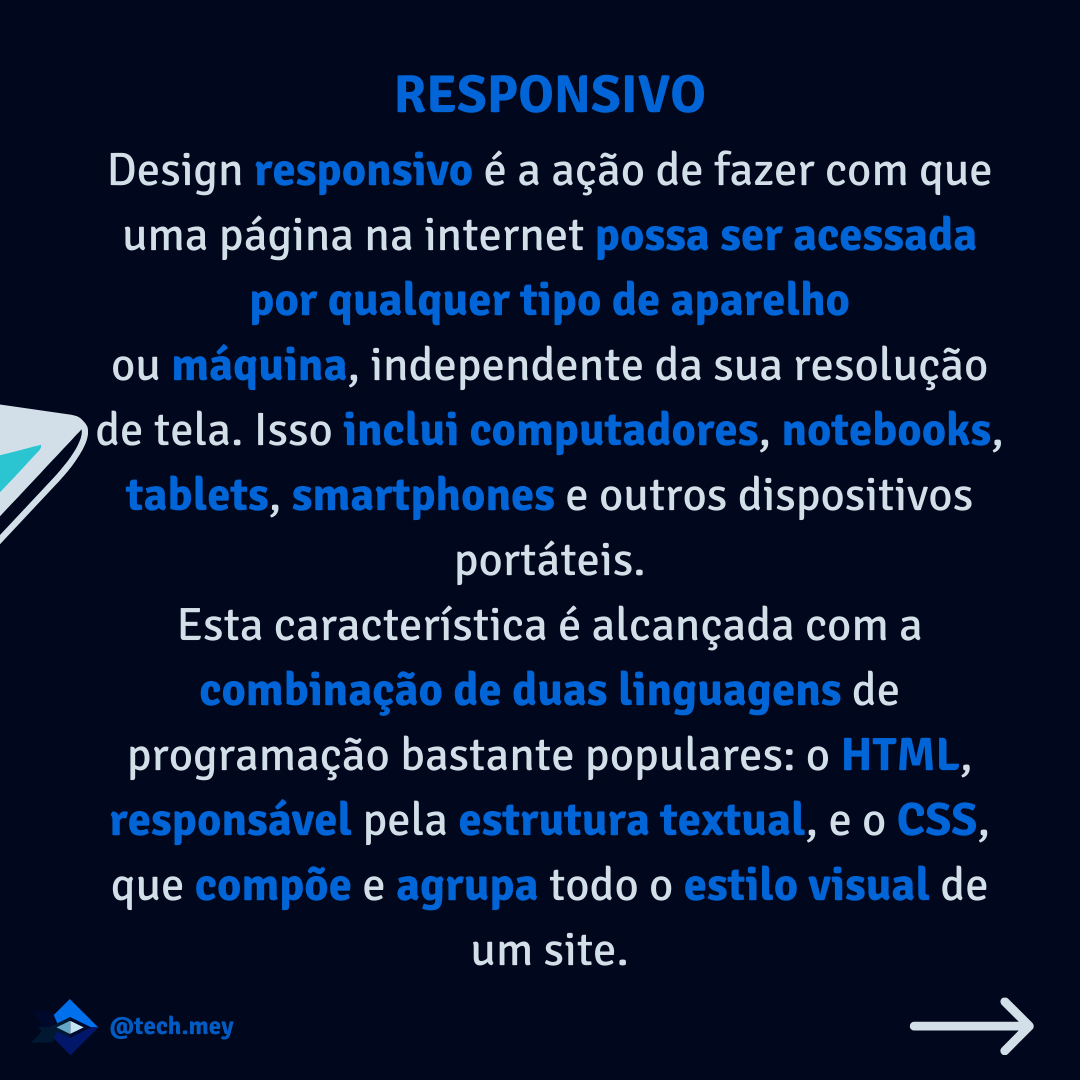 RESPONSIVO
Design responsivo é a ação de fazer com que
uma página na internet possa ser acessada
por qualquer tipo de aparelho
ou máquina, independente da sua resolução
de tela. Isso inclui computadores, notebooks,
tablets, smartphones e outros dispositivos
portáteis.
Esta característica é alcançada com a
combinação de duas linguagens de
programação bastante populares: o HTML,
responsável pela estrutura textual, e o CSS,
que compõe e agrupa todo o estilo visual de
um site.
@tech.mey